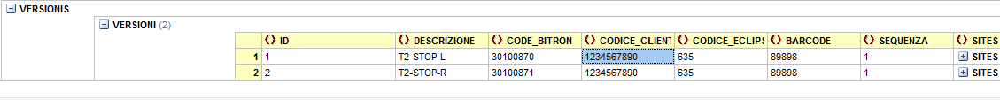 VERSIONIS
VERSIONI (2)
ID DESCRIZIONE CODE_BITRON CODICE_CLIENT CODICE_ECLIPS BARCODE SEQUENZA SITES
1 1 T2-STOP-L 30100870 1234567890 635 89898 1 SITES
2 2 T2-STOP-R 30100871 1234567890 635 89898 1 SITES